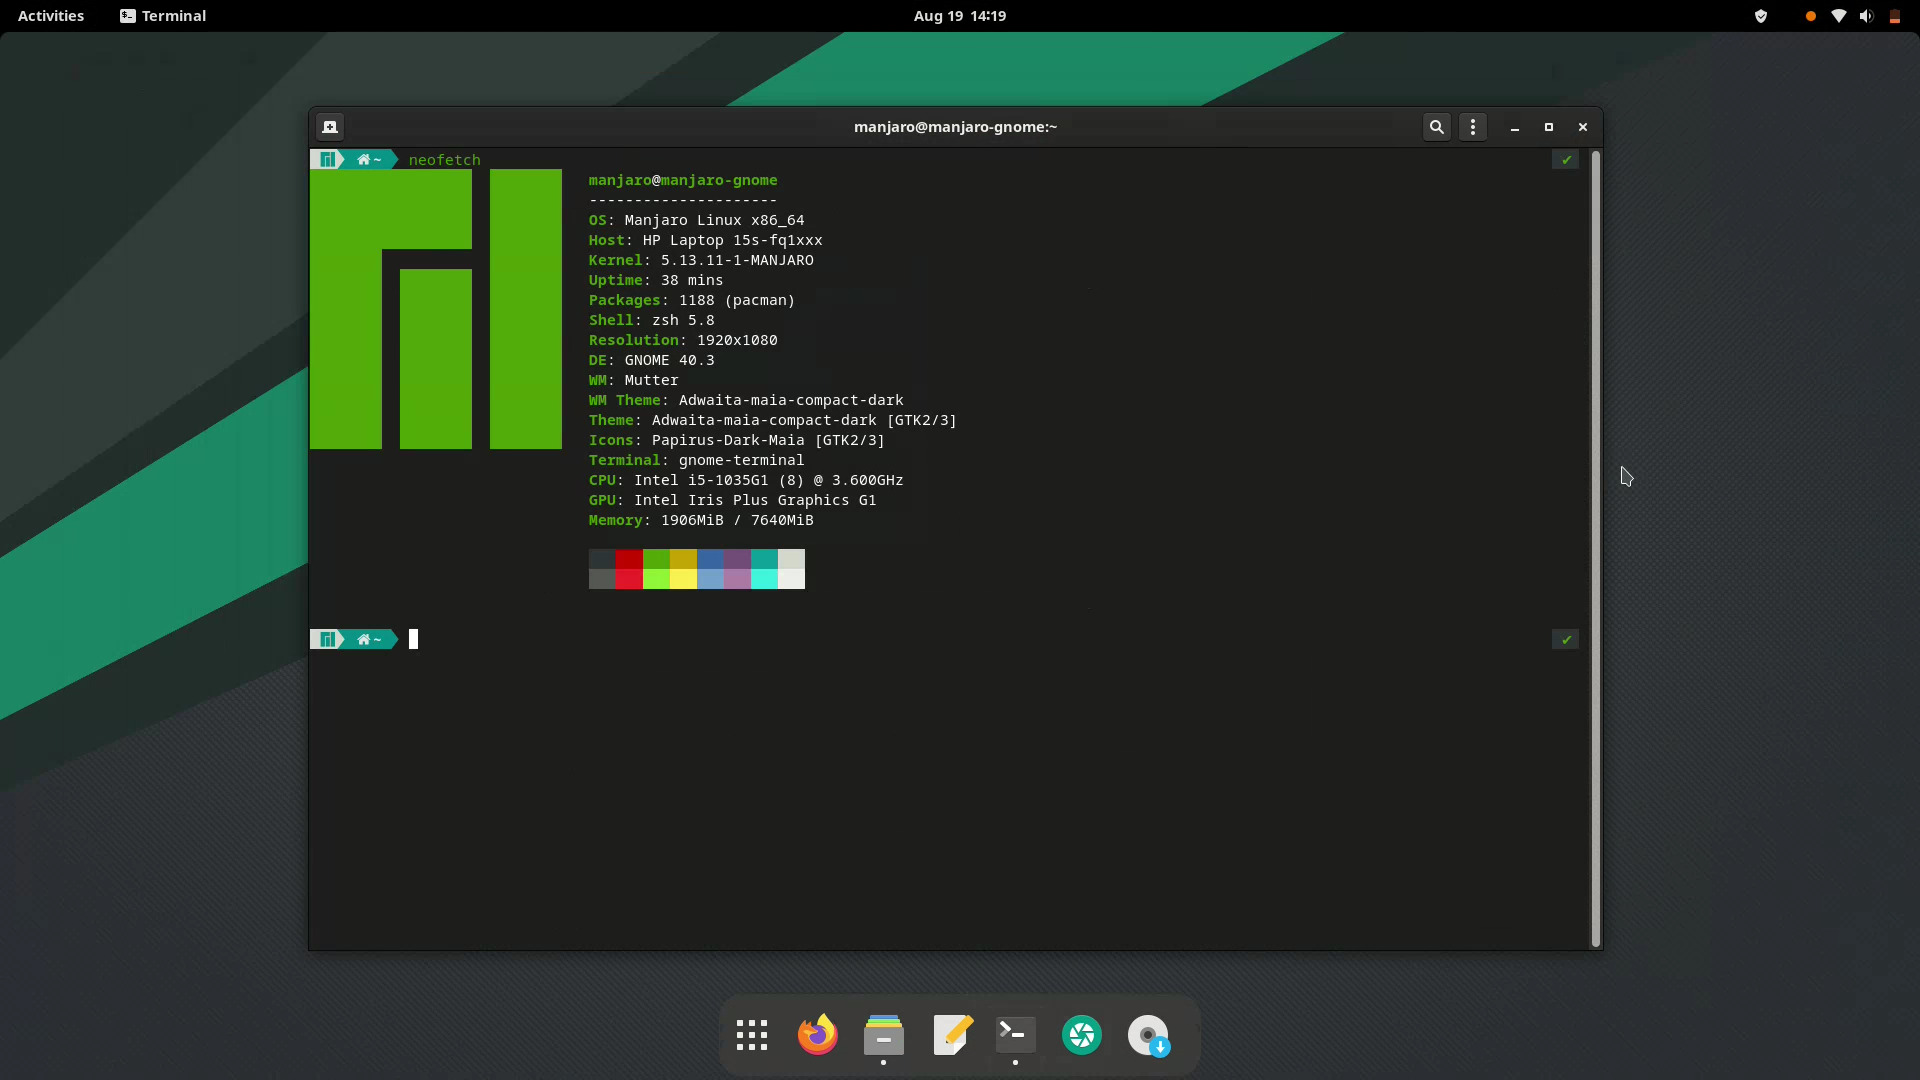 Activities Terminal Aug 19 14:19
manjaro@manjaro-gnome:~
~ neofetch ✔
manjaro@manjaro-gnome
---------------------
OS: Manjaro Linux x86_64
Host: HP Laptop 15s-fq1xxx
Kernel: 5.13.11-1-MANJARO
Uptime: 38 mins
Packages: 1188 (pacman)
Shell: zsh 5.8
Resolution: 1920x1080
DE: GNOME 40.3
WM: Mutter
WM Theme: Adwaita-maia-compact-dark
Theme: Adwaita-maia-compact-dark [GTK2/3]
Icons: Papirus-Dark-Maia [GTK2/3]
Terminal: gnome-terminal
CPU: Intel i5-1035G1 (8) @ 3.600GHz
GPU: Intel Iris Plus Graphics G1
Memory: 1906MiB / 7640MiB
~ ✔